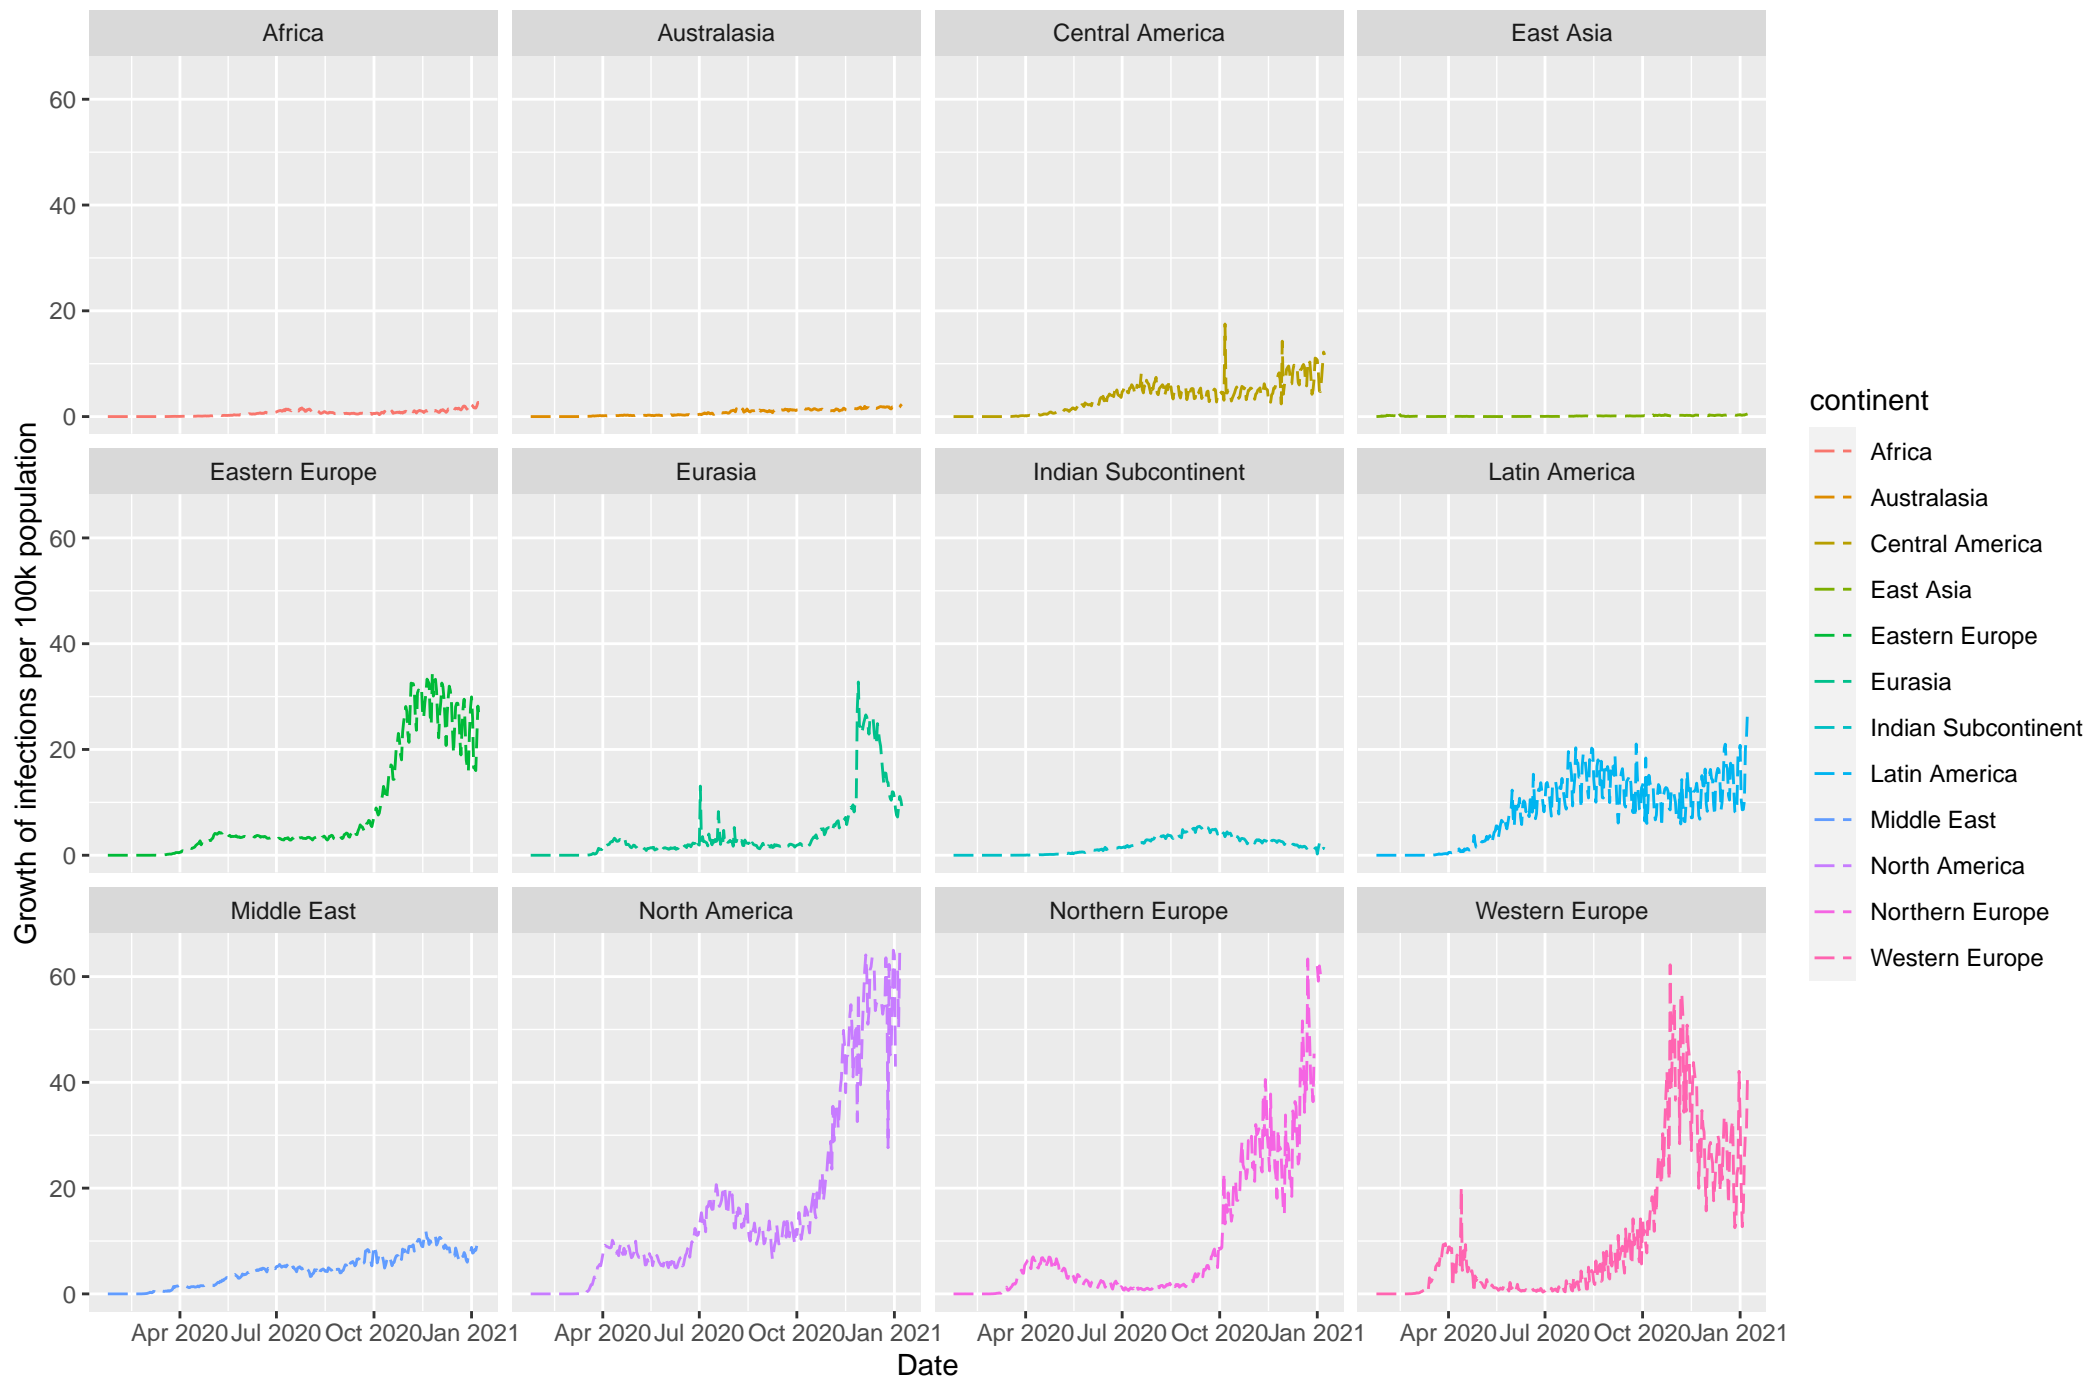 Africa
Australasia
Central America
East Asia
60
40
20
0
Eastern Europe
Eurasia
Indian Subcontinent
Latin America
60
40
20
0
Middle East
North America
Northern Europe
Western Europe
60
40
20
0
Apr 2020 Jul 2020 Oct 2020 Jan 2021
Apr 2020 Jul 2020 Oct 2020 Jan 2021
Apr 2020 Jul 2020 Oct 2020 Jan 2021
Apr 2020 Jul 2020 Oct 2020 Jan 2021
Date
Growth of infections per 100k population
continent
Africa
Australasia
Central America
East Asia
Eastern Europe
Eurasia
Indian Subcontinent
Latin America
Middle East
North America
Northern Europe
Western Europe